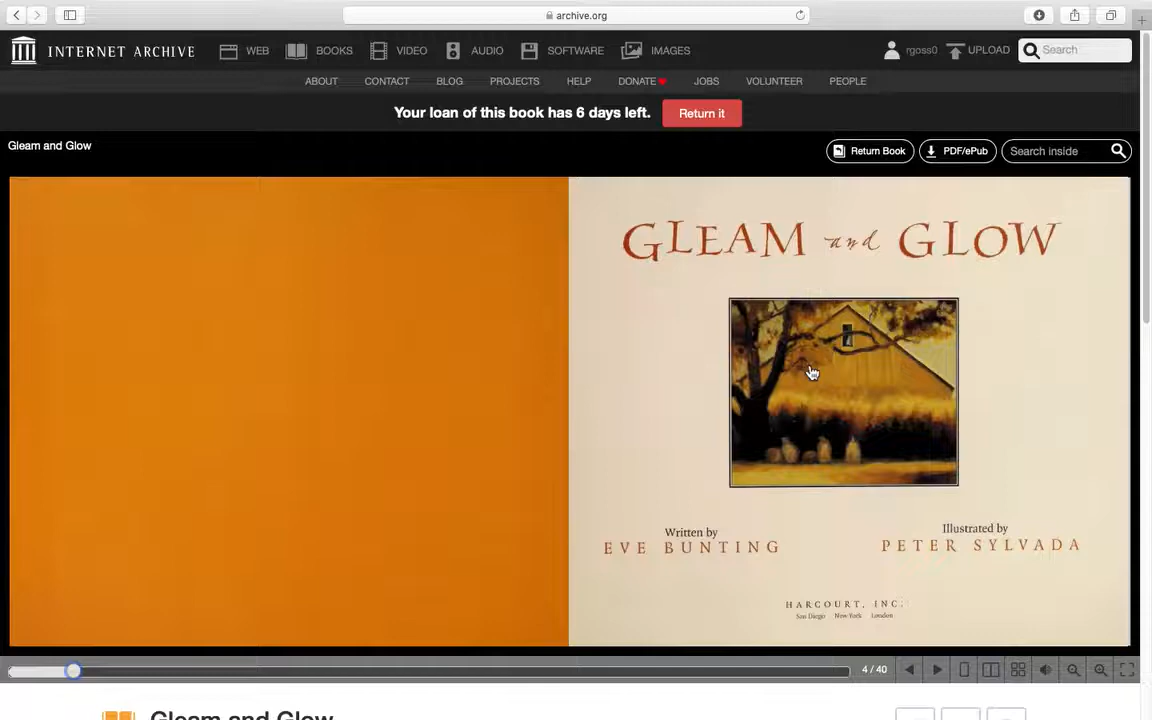 archive.org
INTERNET ARCHIVE
WEB
BOOKS
VIDEO
AUDIO
SOFTWARE
IMAGES
rgoss0
UPLOAD
Search
ABOUT
CONTACT
BLOG
PROJECTS
HELP
DONATE
JOBS
VOLUNTEER
PEOPLE
Your loan of this book has 6 days left.
Return it
Gleam and Glow
Return Book
PDF/ePub
Search inside
GLEAM and GLOW
Written by
EVE BUNTING
Illustrated by
PETER SYLVADA
HARCOURT, INC.
San Diego New York London
4 / 40
Gleam and Glow